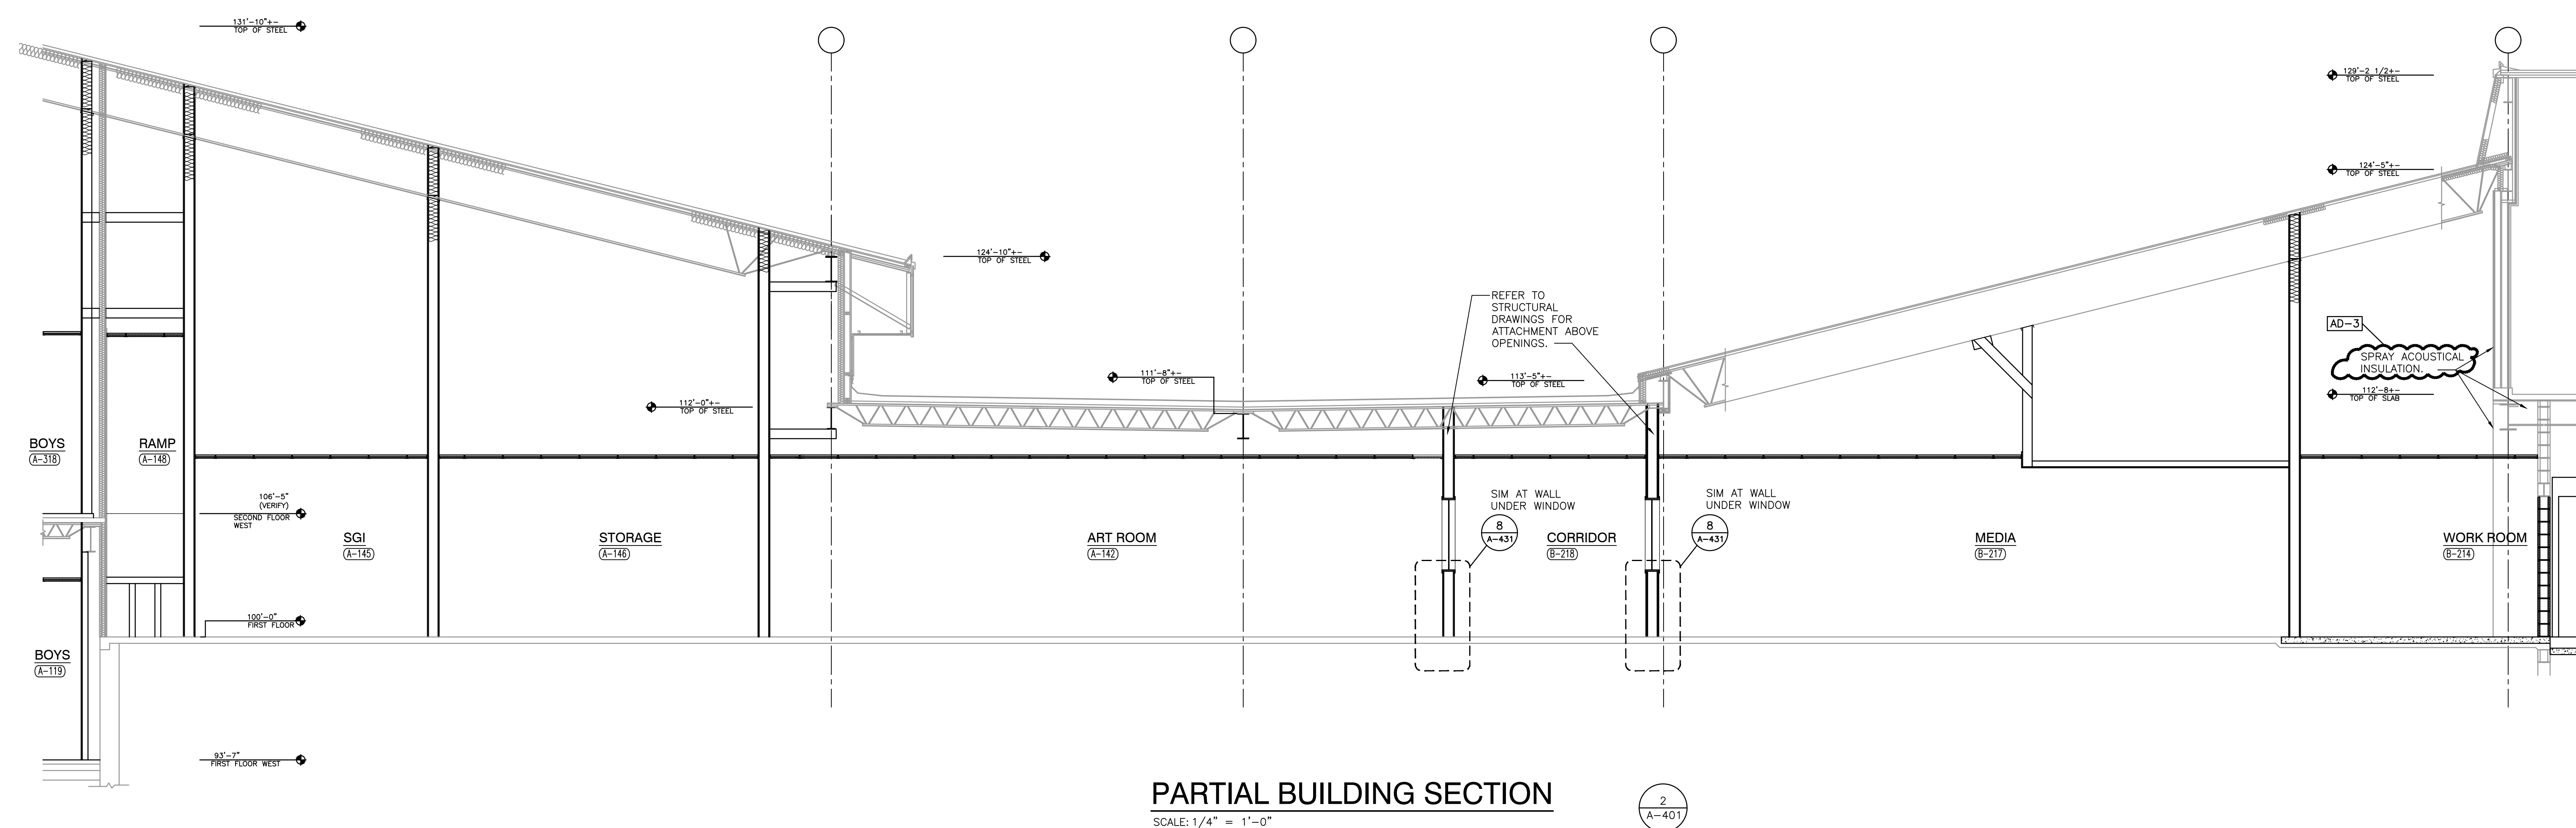 131'-10"+-
TOP OF STEEL
129'-2 1/2+-
TOP OF STEEL
124'-5"+-
TOP OF STEEL
124'-10"+-
TOP OF STEEL
REFER TO
STRUCTURAL
DRAWINGS FOR
ATTACHMENT ABOVE
OPENINGS.
AD-3
SPRAY ACOUSTICAL
INSULATION.
111'-8"+-
TOP OF STEEL
113'-5"+-
TOP OF STEEL
112'-8+-
TOP OF SLAB
112'-0"+-
TOP OF STEEL
BOYS
A-318
RAMP
A-148
106'-5"
(VERIFY)
SECOND FLOOR
WEST
SIM AT WALL
UNDER WINDOW
8
A-431
SIM AT WALL
UNDER WINDOW
8
A-431
SGI
A-145
STORAGE
A-146
ART ROOM
A-142
CORRIDOR
B-218
MEDIA
B-217
WORK ROOM
B-214
100'-0"
FIRST FLOOR
BOYS
A-119
93'-7"
FIRST FLOOR WEST
PARTIAL BUILDING SECTION
SCALE: 1/4" = 1'-0"
2
A-401